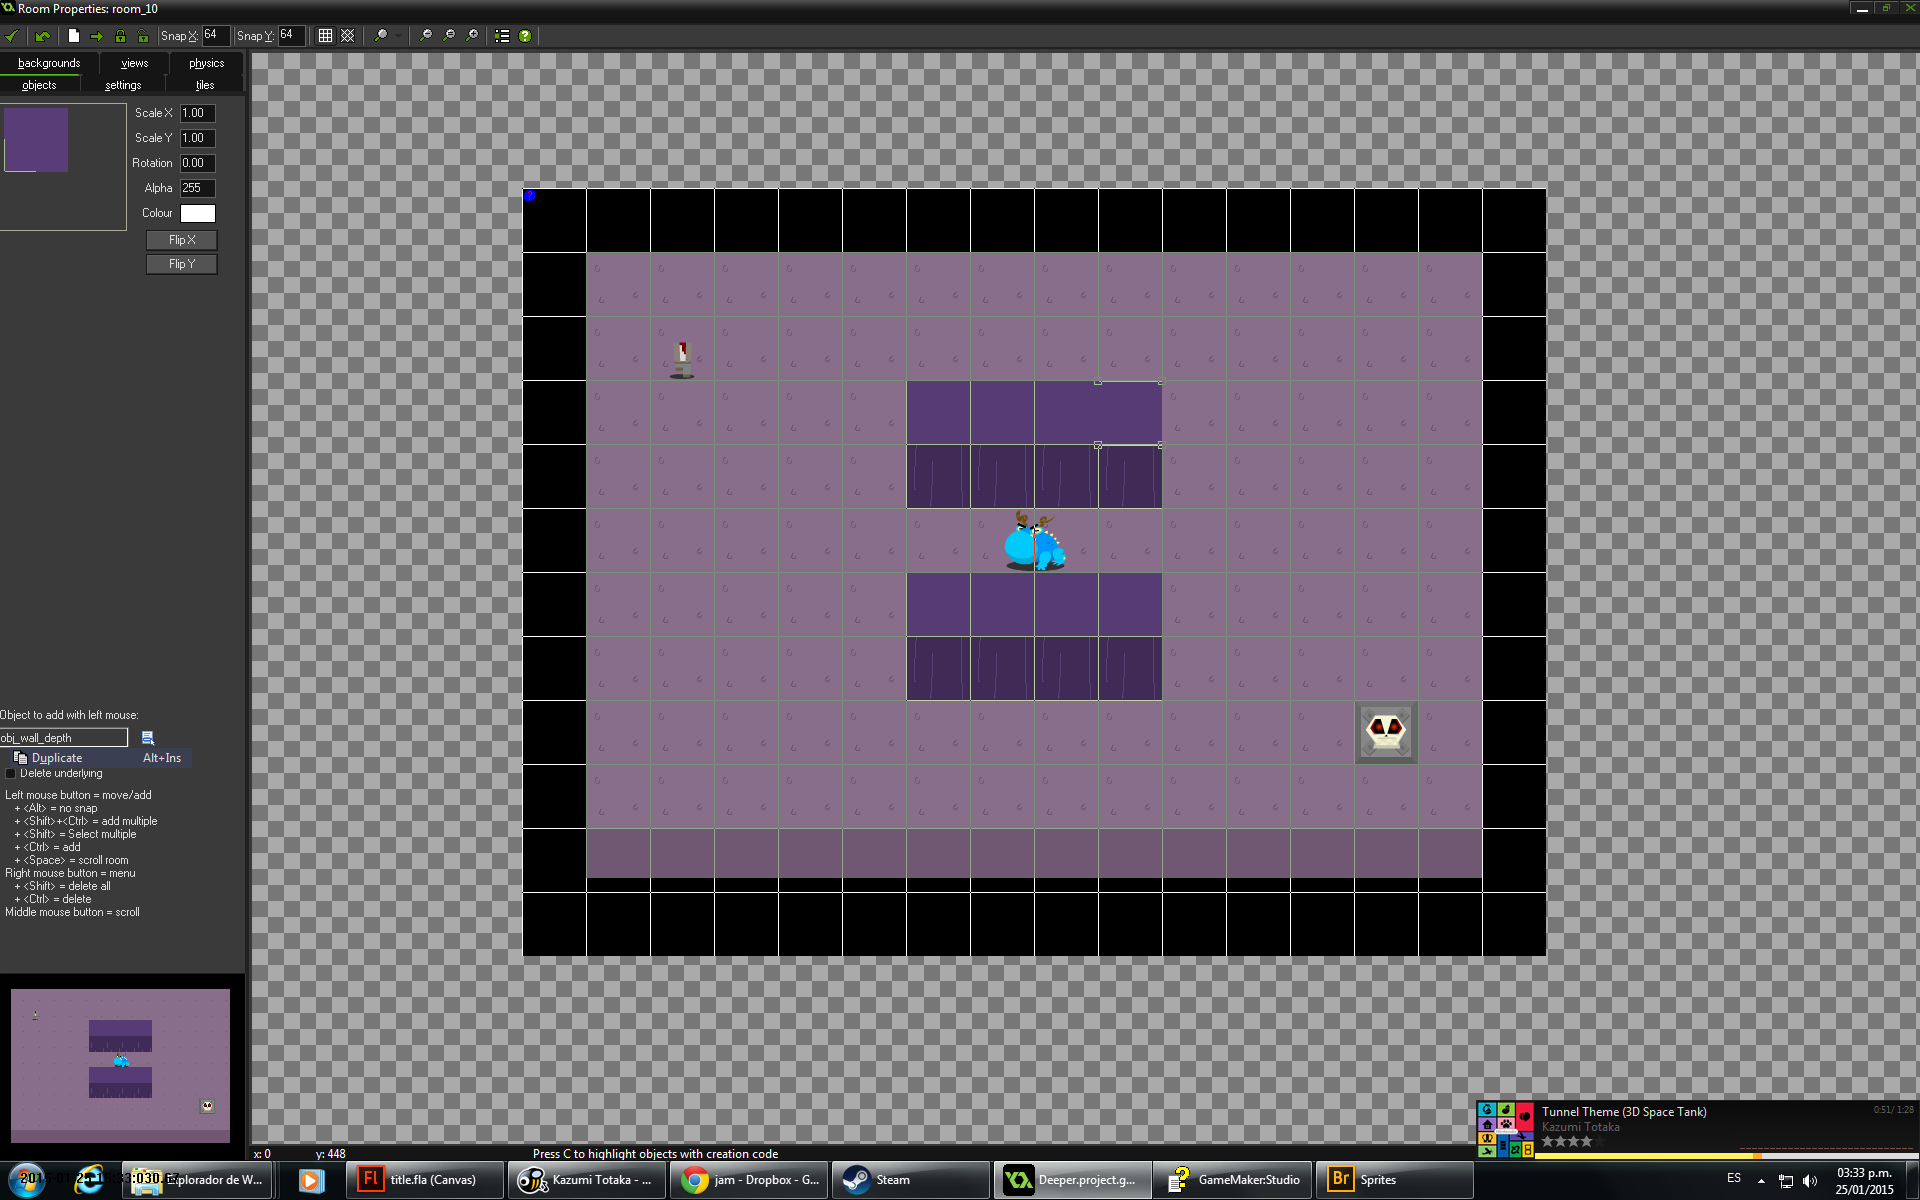 Room Properties: room_10
Snap X: 64 Snap Y: 64
backgrounds views physics
objects settings tiles
Scale X 1.00
Scale Y 1.00
Rotation 0.00
Alpha 255
Colour
Flip X
Flip Y
Object to add with left mouse:
obj_wall_depth
Duplicate Alt+Ins
Delete underlying
Left mouse button = move/add
+ <Alt> = no snap
+ <Shift>+<Ctrl> = add multiple
+ <Shift> = Select multiple
+ <Ctrl> = add
+ <Space> = scroll room
Right mouse button = menu
+ <Shift> = delete all
+ <Ctrl> = delete
Middle mouse button = scroll
Tunnel Theme (3D Space Tank) 0:51/ 1:28
Kazumi Totaka
x: 0 y: 448 Press C to highlight objects with creation code
Explorador de W...
Fl title.fla (Canvas)
Kazumi Totaka - ...
jam - Dropbox - G...
Steam
Deeper.project.g...
GameMaker:Studio
Br Sprites
ES
03:33 p.m.
25/01/2015